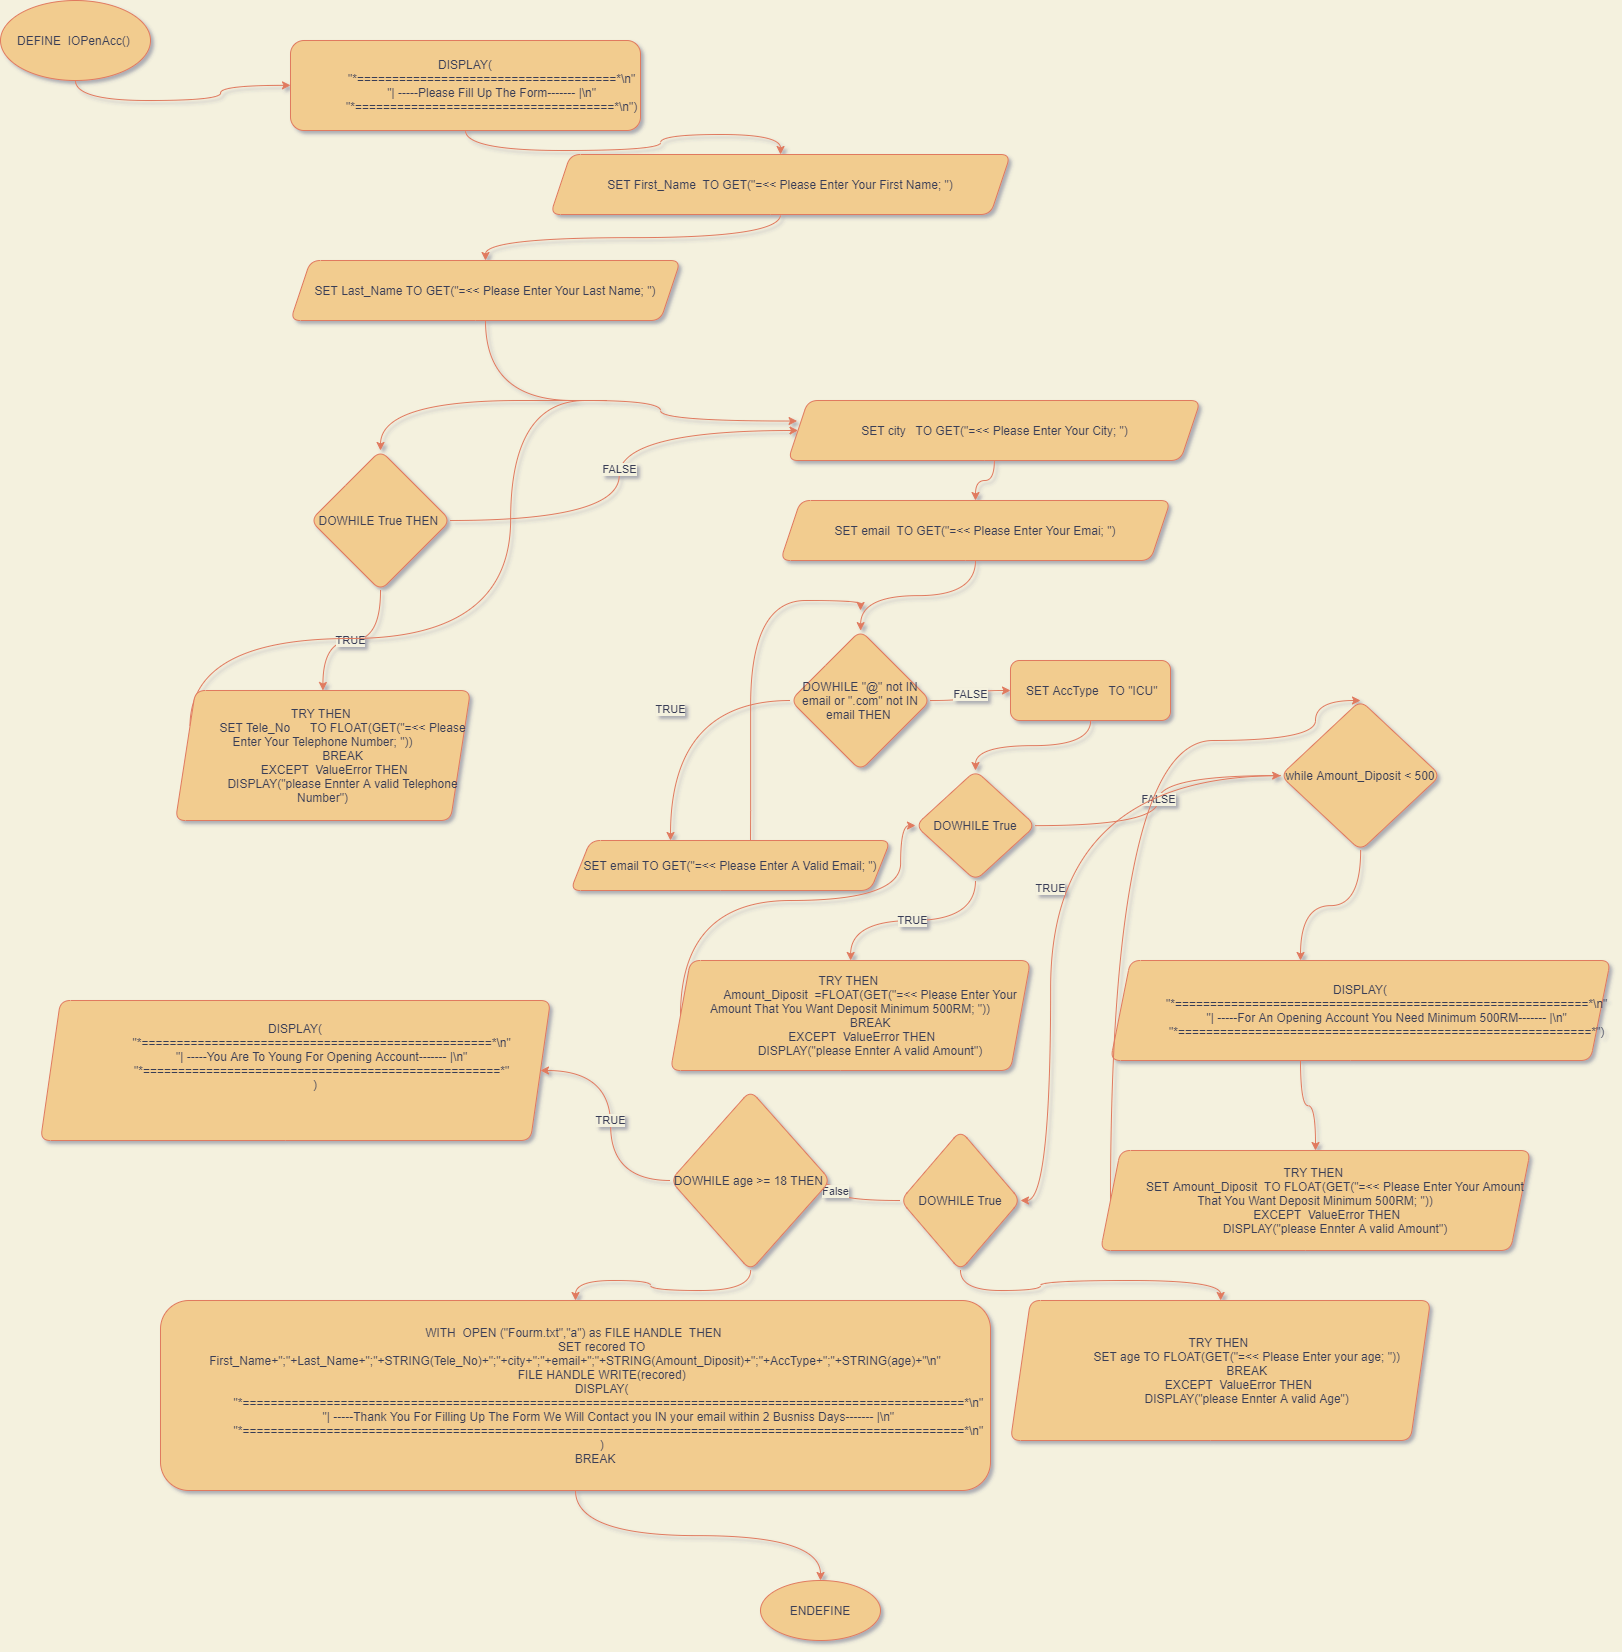 DEFINE  IOPenAcc()
DISPLAY(
"*=====================================*\n"
"| -----Please Fill Up The Form------- |\n"
"*=====================================*\n")
SET First_Name  TO GET("=<< Please Enter Your First Name; ")
SET Last_Name TO GET("=<< Please Enter Your Last Name; ")
SET city   TO GET("=<< Please Enter Your City; ")
FALSE
DOWHILE True THEN
SET email  TO GET("=<< Please Enter Your Emai; ")
TRUE
TRY THEN
SET Tele_No      TO FLOAT(GET("=<< Please
Enter Your Telephone Number; "))
BREAK
EXCEPT  ValueError THEN
DISPLAY("please Ennter A valid Telephone
Number")
DOWHILE "@" not IN
email or ".com" not IN
email THEN
FALSE
SET AccType   TO "ICU"
TRUE
while Amount_Diposit < 500
FALSE
DOWHILE True
SET email TO GET("=<< Please Enter A Valid Email; ")
TRUE
TRUE
TRY THEN
Amount_Diposit  =FLOAT(GET("=<< Please Enter Your
Amount That You Want Deposit Minimum 500RM; "))
BREAK
EXCEPT  ValueError THEN
DISPLAY("please Ennter A valid Amount")
DISPLAY(
"*===========================================================*\n"
"| -----For An Opening Account You Need Minimum 500RM------- |\n"
"*===========================================================*")
DISPLAY(
"*==================================================*\n"
"| -----You Are To Young For Opening Account------- |\n"
"*===================================================*"
)
TRUE
DOWHILE age >= 18 THEN
False
DOWHILE True
TRY THEN
SET Amount_Diposit  TO FLOAT(GET("=<< Please Enter Your Amount
That You Want Deposit Minimum 500RM; "))
EXCEPT  ValueError THEN
DISPLAY("please Ennter A valid Amount")
WITH  OPEN ("Fourm.txt","a") as FILE HANDLE  THEN
SET recored TO
First_Name+";"+Last_Name+";"+STRING(Tele_No)+";"+city+";"+email+";"+STRING(Amount_Diposit)+";"+AccType+";"+STRING(age)+"\n"
FILE HANDLE WRITE(recored)
DISPLAY(
"*=======================================================================================================*\n"
"| -----Thank You For Filling Up The Form We Will Contact you IN your email within 2 Busniss Days------- |\n"
"*=======================================================================================================*\n"
)
BREAK
TRY THEN
SET age TO FLOAT(GET("=<< Please Enter your age; "))
BREAK
EXCEPT  ValueError THEN
DISPLAY("please Ennter A valid Age")
ENDEFINE